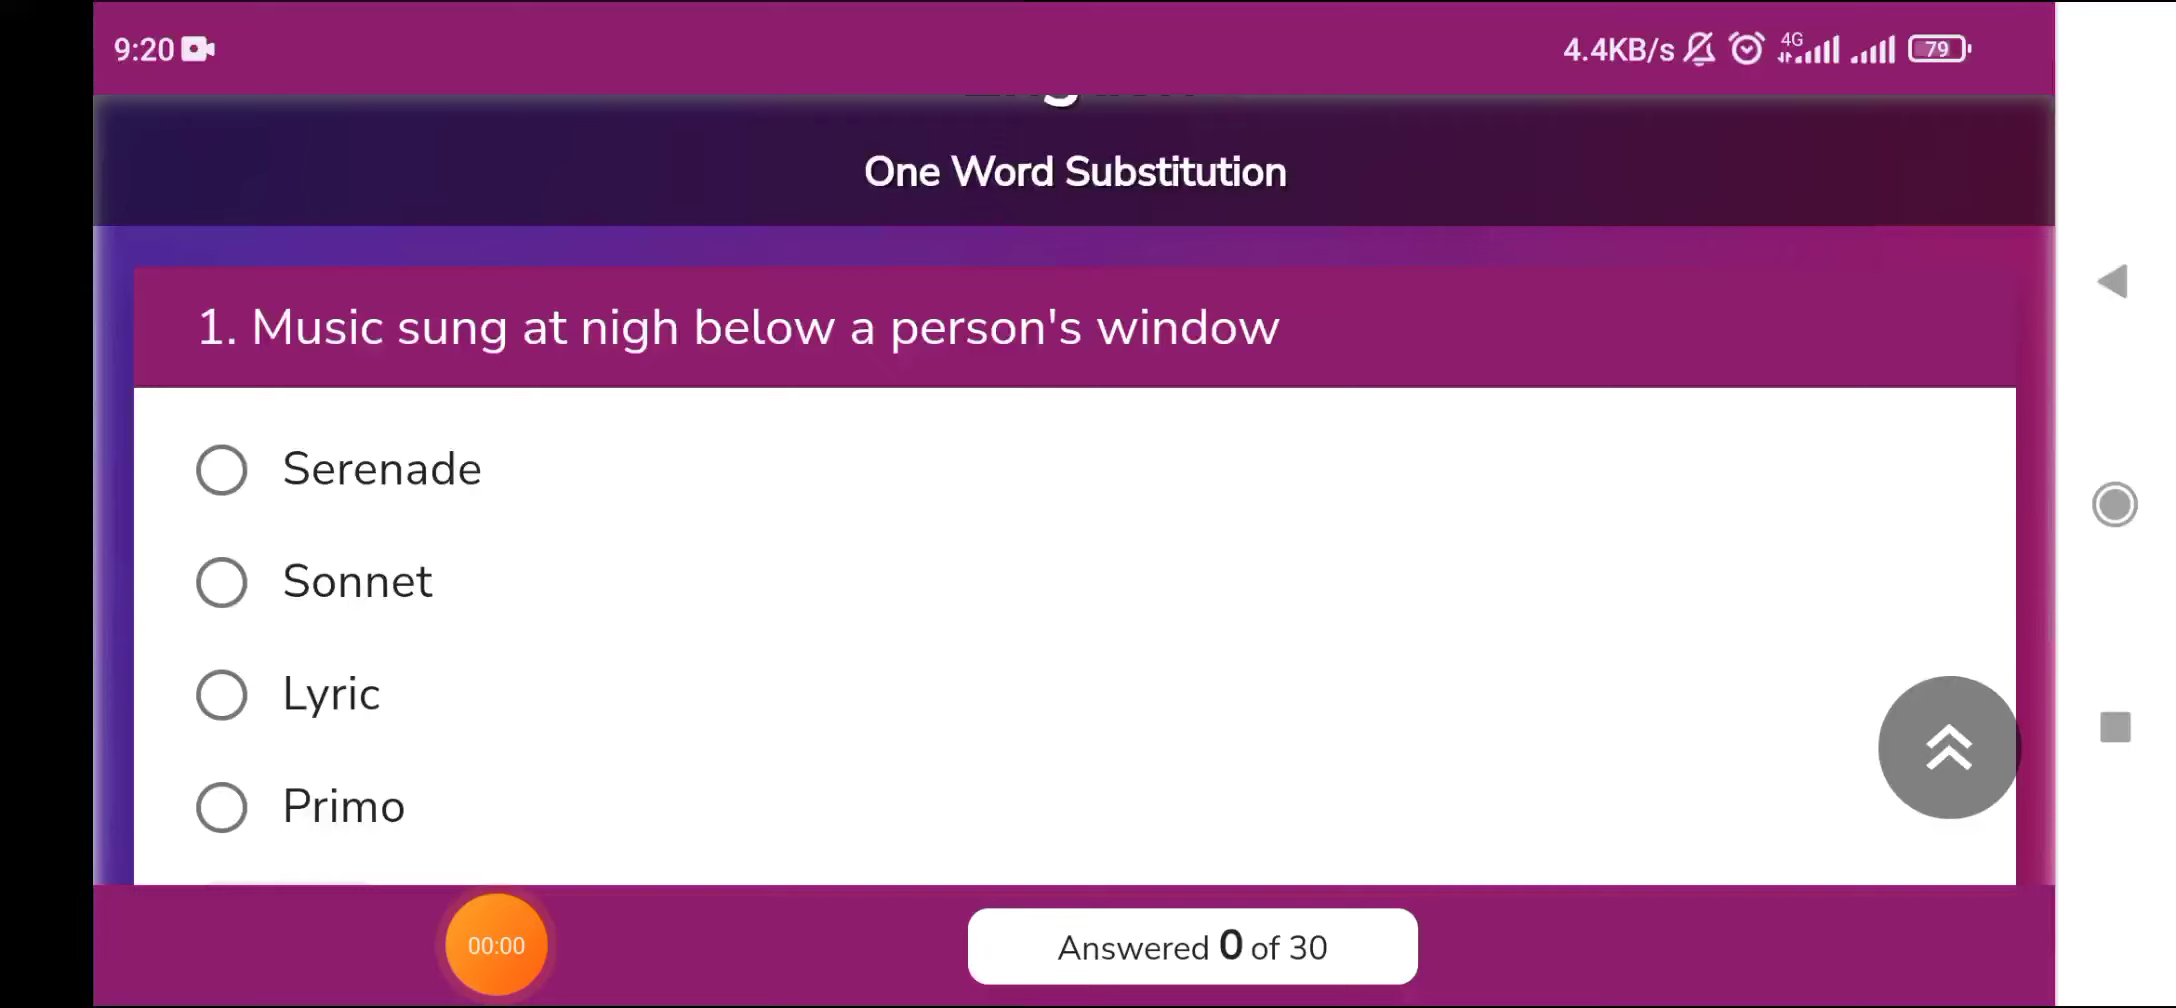 9:20
4.4KB/s 4G 79
One Word Substitution
1. Music sung at nigh below a person's window
Serenade
Sonnet
Lyric
Primo
00:00
Answered 0 of 30